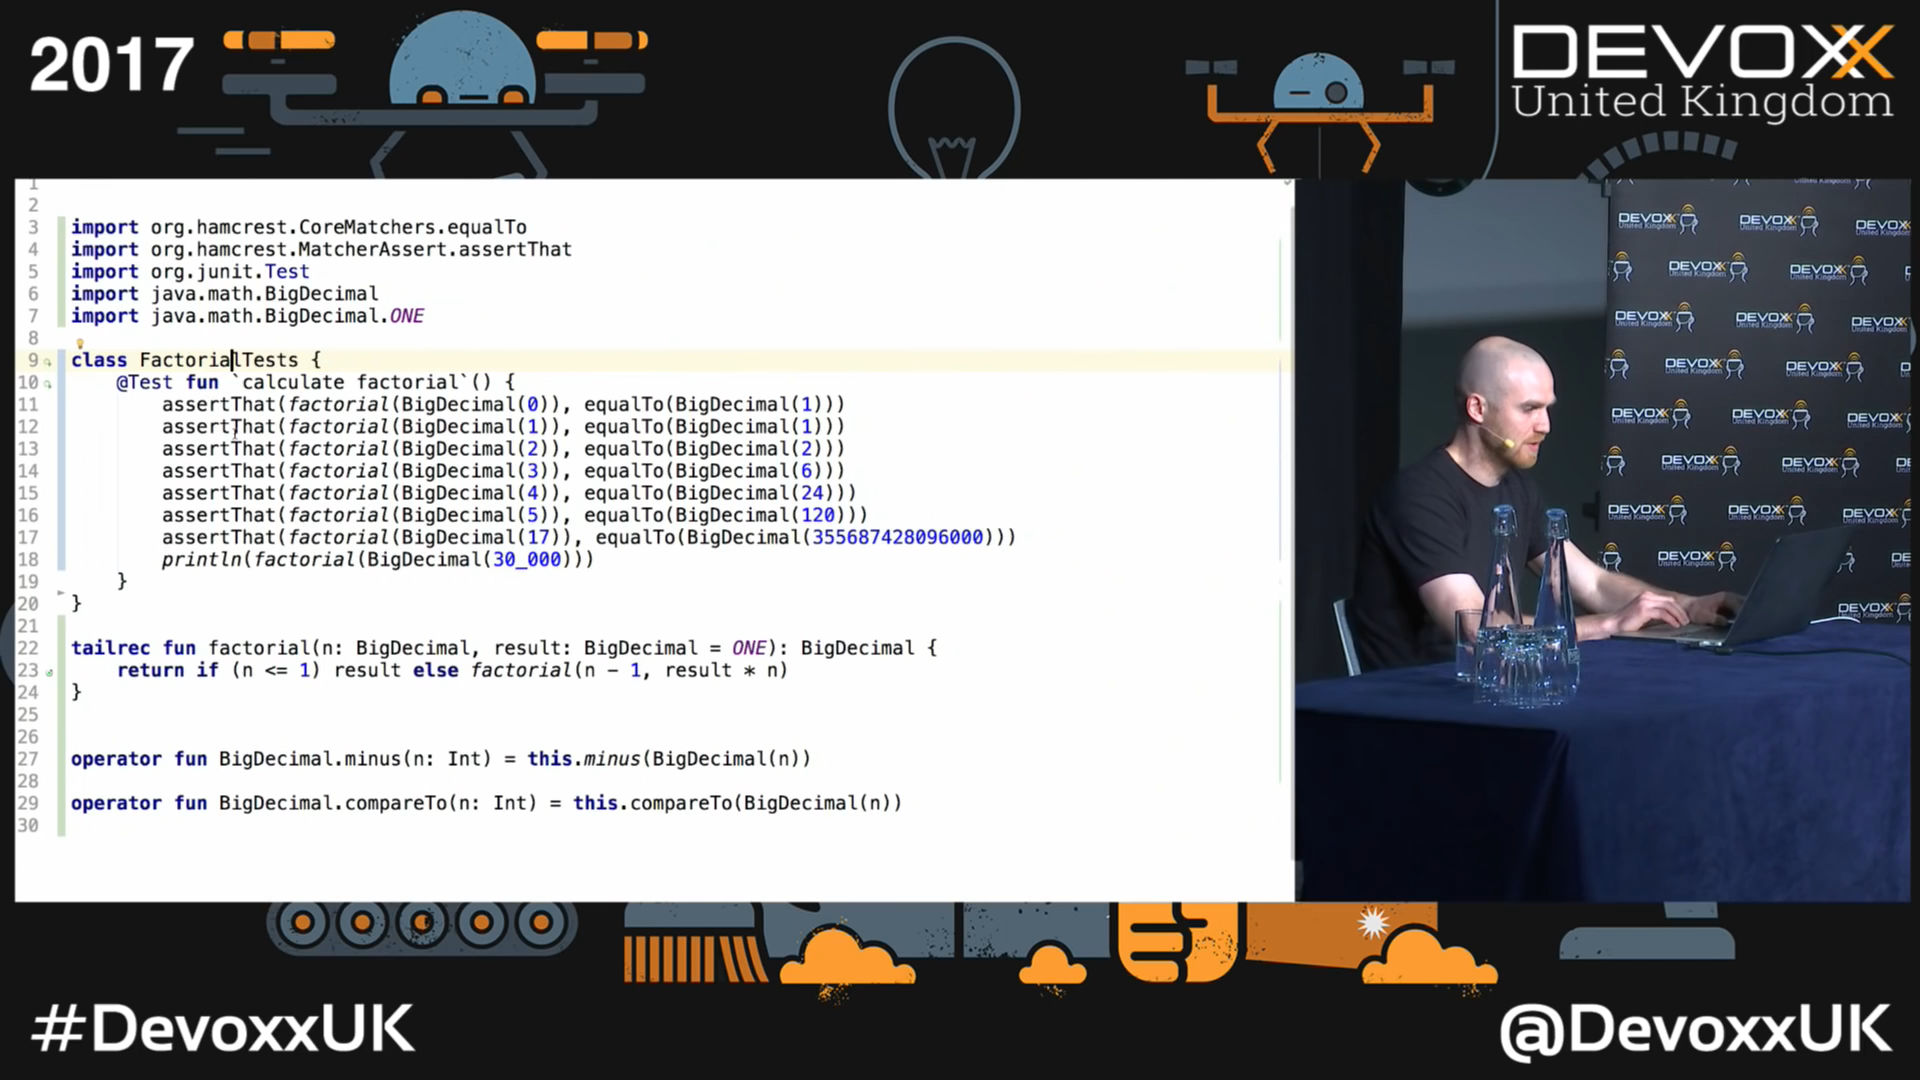 2017
DEVOXX
United Kingdom
1
2
3 import org.hamcrest.CoreMatchers.equalTo
4 import org.hamcrest.MatcherAssert.assertThat
5 import org.junit.Test
6 import java.math.BigDecimal
7 import java.math.BigDecimal.ONE
8
9 class FactorialTests {
10     @Test fun `calculate factorial`() {
11         assertThat(factorial(BigDecimal(0)), equalTo(BigDecimal(1)))
12         assertThat(factorial(BigDecimal(1)), equalTo(BigDecimal(1)))
13         assertThat(factorial(BigDecimal(2)), equalTo(BigDecimal(2)))
14         assertThat(factorial(BigDecimal(3)), equalTo(BigDecimal(6)))
15         assertThat(factorial(BigDecimal(4)), equalTo(BigDecimal(24)))
16         assertThat(factorial(BigDecimal(5)), equalTo(BigDecimal(120)))
17         assertThat(factorial(BigDecimal(17)), equalTo(BigDecimal(355687428096000)))
18         println(factorial(BigDecimal(30_000)))
19     }
20 }
21
22 tailrec fun factorial(n: BigDecimal, result: BigDecimal = ONE): BigDecimal {
23     return if (n <= 1) result else factorial(n - 1, result * n)
24 }
25
26
27 operator fun BigDecimal.minus(n: Int) = this.minus(BigDecimal(n))
28
29 operator fun BigDecimal.compareTo(n: Int) = this.compareTo(BigDecimal(n))
30
DEVOXX United Kingdom
#DevoxxUK
@DevoxxUK